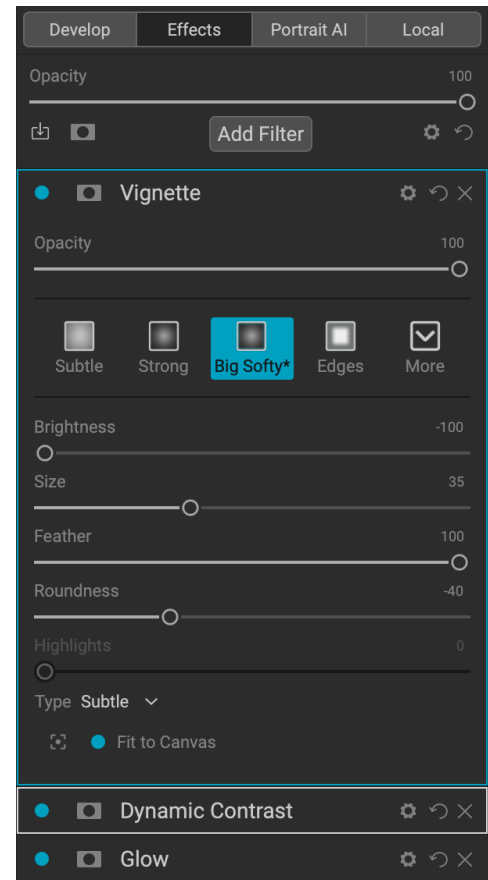 Develop Effects Portrait AI Local
Opacity 100
Add Filter
Vignette
Opacity 100
Subtle Strong Big Softy* Edges More
Brightness -100
Size 35
Feather 100
Roundness -40
Highlights 0
Type Subtle
Fit to Canvas
Dynamic Contrast
Glow